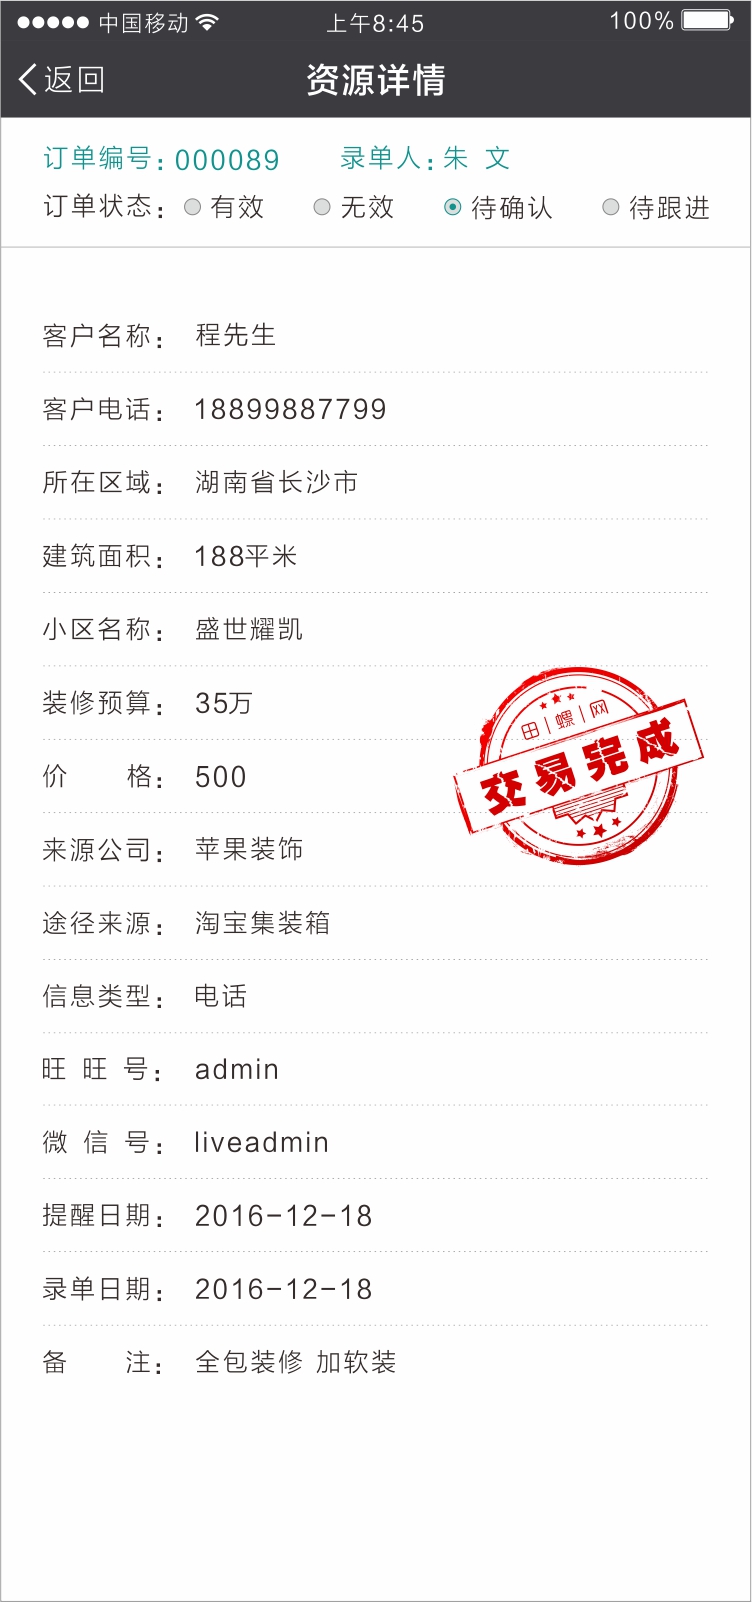 中国移动 上午8:45 100%
返回 资源详情
订单编号：000089 录单人：朱 文
订单状态： 有效 无效 待确认 待跟进
客户名称： 程先生
客户电话： 18899887799
所在区域： 湖南省长沙市
建筑面积： 188平米
小区名称： 盛世耀凯
装修预算： 35万
田|螺|网
交易完成
价 格： 500
来源公司： 苹果装饰
途径来源： 淘宝集装箱
信息类型： 电话
旺 旺 号： admin
微 信 号： liveadmin
提醒日期： 2016-12-18
录单日期： 2016-12-18
备 注： 全包装修 加软装